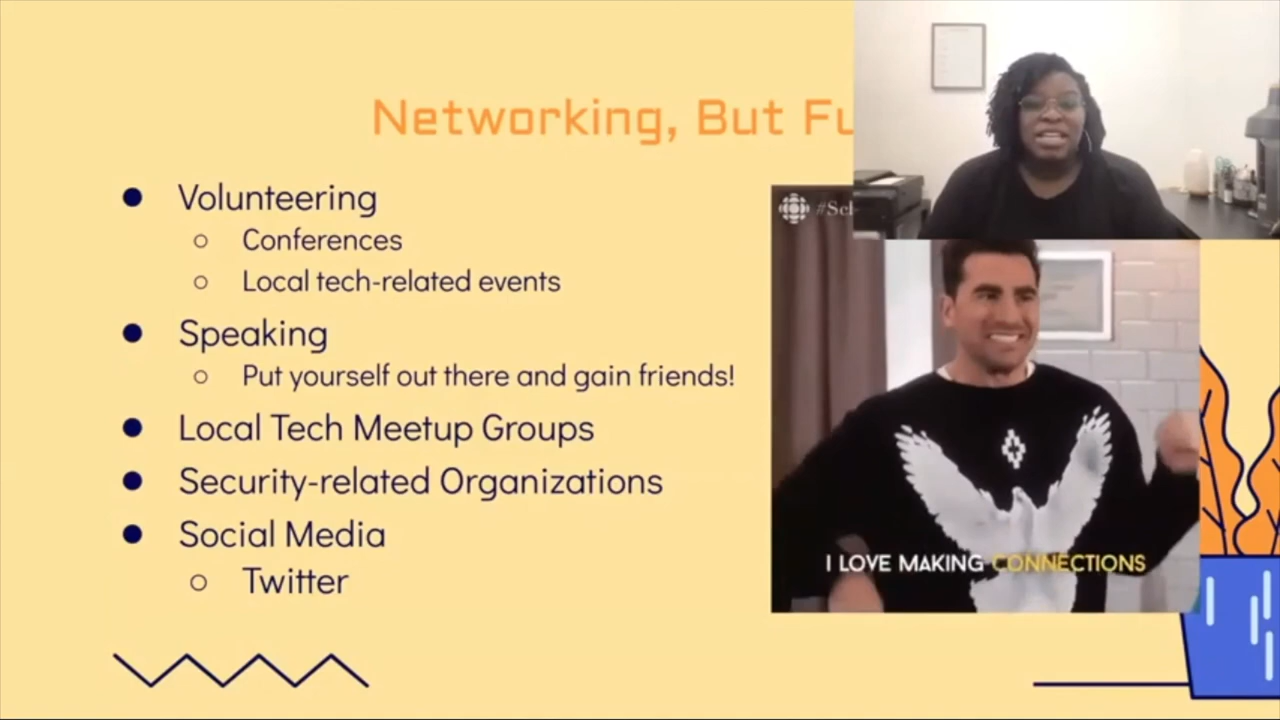 Networking, But Fu
Volunteering
Conferences
Local tech-related events
Speaking
Put yourself out there and gain friends!
Local Tech Meetup Groups
Security-related Organizations
Social Media
Twitter
I LOVE MAKING CONNECTIONS